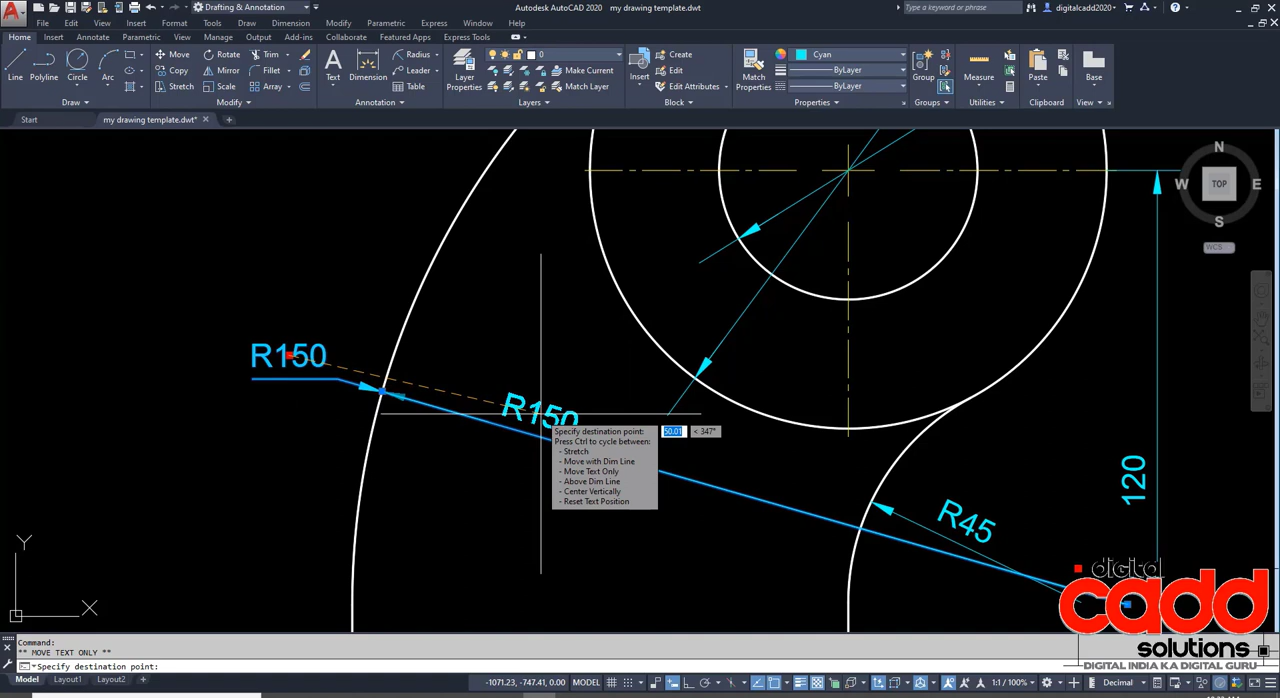 Drafting & Annotation
Autodesk AutoCAD 2020 my drawing template.dwt
Type a keyword or phrase
digitalcadd2020
File Edit View Insert Format Tools Draw Dimension Modify Parametric Express Window Help
Home Insert Annotate Parametric View Manage Output Add-ins Collaborate Featured Apps Express Tools
Line
Polyline
Circle
Arc
Move
Rotate
Trim
Copy
Mirror
Fillet
Stretch
Scale
Array
Text
Dimension
Radius
Leader
Table
Layer
Properties
0
Make Current
Match Layer
Insert
Create
Edit
Edit Attributes
Match
Properties
Cyan
ByLayer
ByLayer
Group
Measure
Paste
Base
Draw
Modify
Annotation
Layers
Block
Properties
Groups
Utilities
Clipboard
View
Start
my drawing template.dwt*
N
W
TOP
E
S
WCS
R150
R150
Specify destination point:
50.01
< 347°
Press Ctrl to cycle between:
- Stretch
- Move with Dim Line
- Move Text Only
- Above Dim Line
- Center Vertically
- Reset Text Position
120
R45
Y
X
digital
cadd
solutions
DIGITAL INDIA KA DIGITAL GURU
Command:
** MOVE TEXT ONLY **
Specify destination point:
Model Layout1 Layout2
-1071.23, -747.41, 0.00 MODEL
1:1 / 100%
Decimal